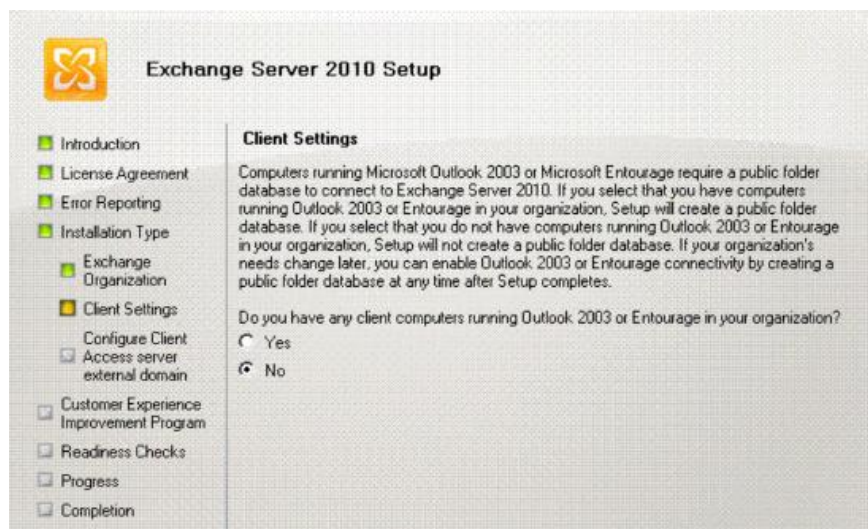 Exchange Server 2010 Setup
Introduction
License Agreement
Error Reporting
Installation Type
Exchange
Organization
Client Settings
Configure Client
Access server
external domain
Customer Experience
Improvement Program
Readiness Checks
Progress
Completion
Client Settings
Computers running Microsoft Outlook 2003 or Microsoft Entourage require a public folder
database to connect to Exchange Server 2010. If you select that you have computers
running Outlook 2003 or Entourage in your organization, Setup will create a public folder
database. If you select that you do not have computers running Outlook 2003 or Entourage
in your organization, Setup will not create a public folder database. If your organization's
needs change later, you can enable Outlook 2003 or Entourage connectivity by creating a
public folder database at any time after Setup completes.
Do you have any client computers running Outlook 2003 or Entourage in your organization?
Yes
No